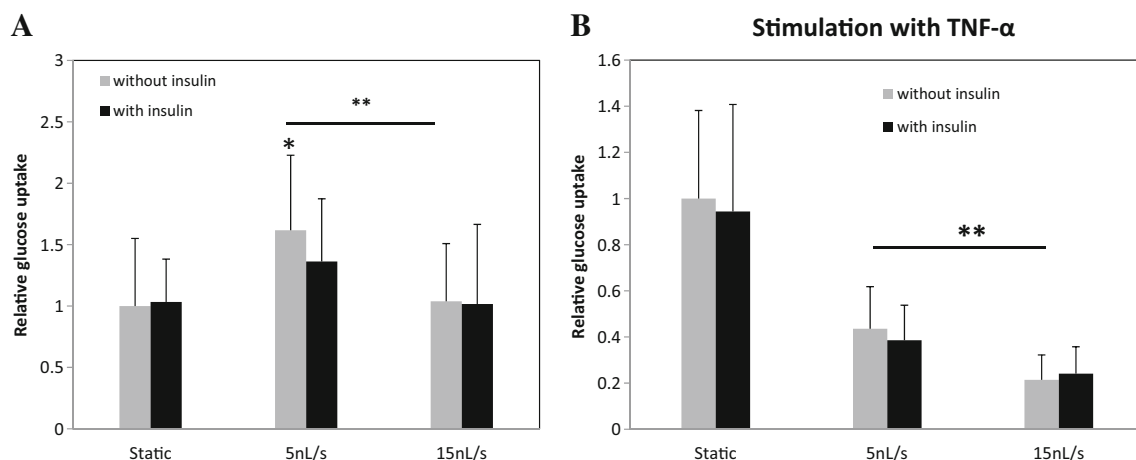 A
Relative glucose uptake
3
2.5
2
1.5
1
0.5
0
without insulin
with insulin
**
*
Static
5nL/s
15nL/s
B
Stimulation with TNF-α
Relative glucose uptake
1.6
1.4
1.2
1
0.8
0.6
0.4
0.2
0
without insulin
with insulin
**
Static
5nL/s
15nL/s